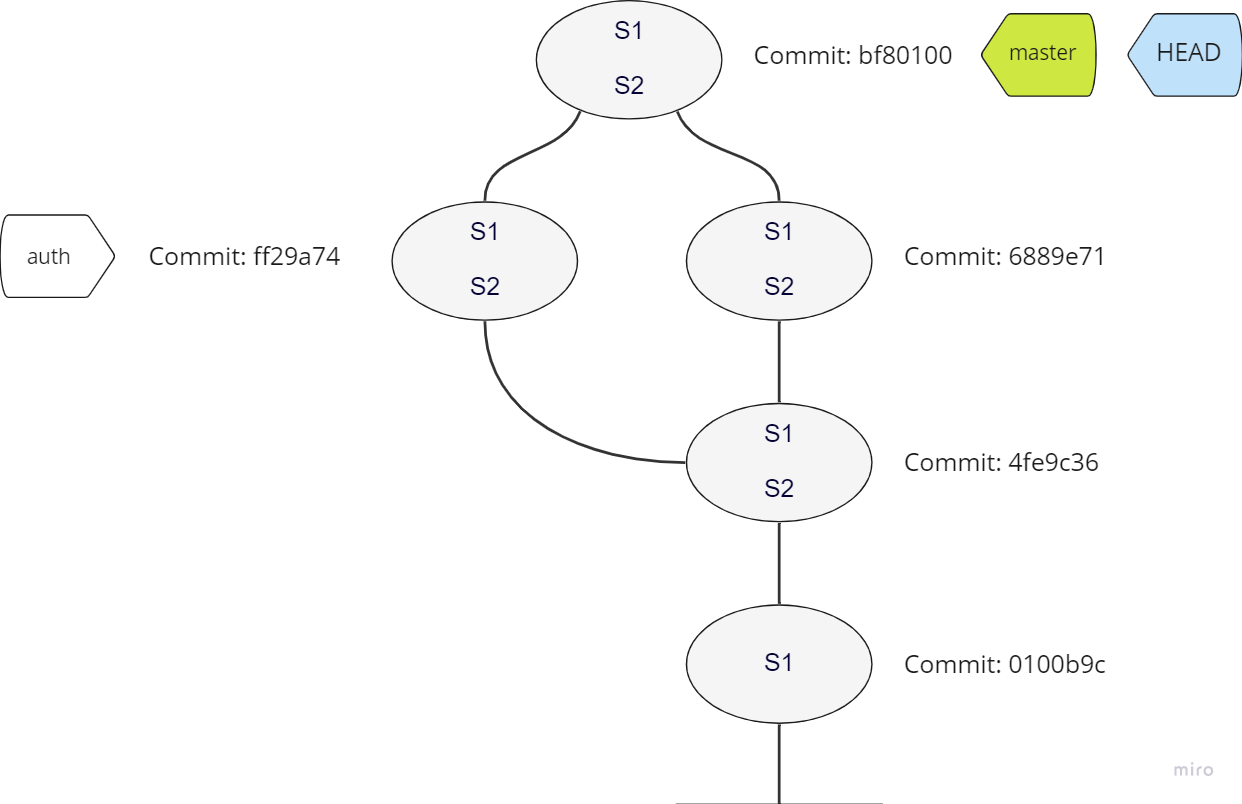 S1
S2
Commit: bf80100
master
HEAD
auth
Commit: ff29a74
S1
S2
S1
S2
Commit: 6889e71
S1
S2
Commit: 4fe9c36
S1
Commit: 0100b9c
miro